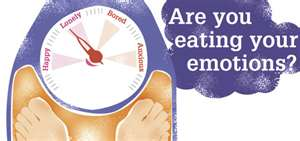 Happy
Lonely
Bored
Anxious
Are you
eating your
emotions?